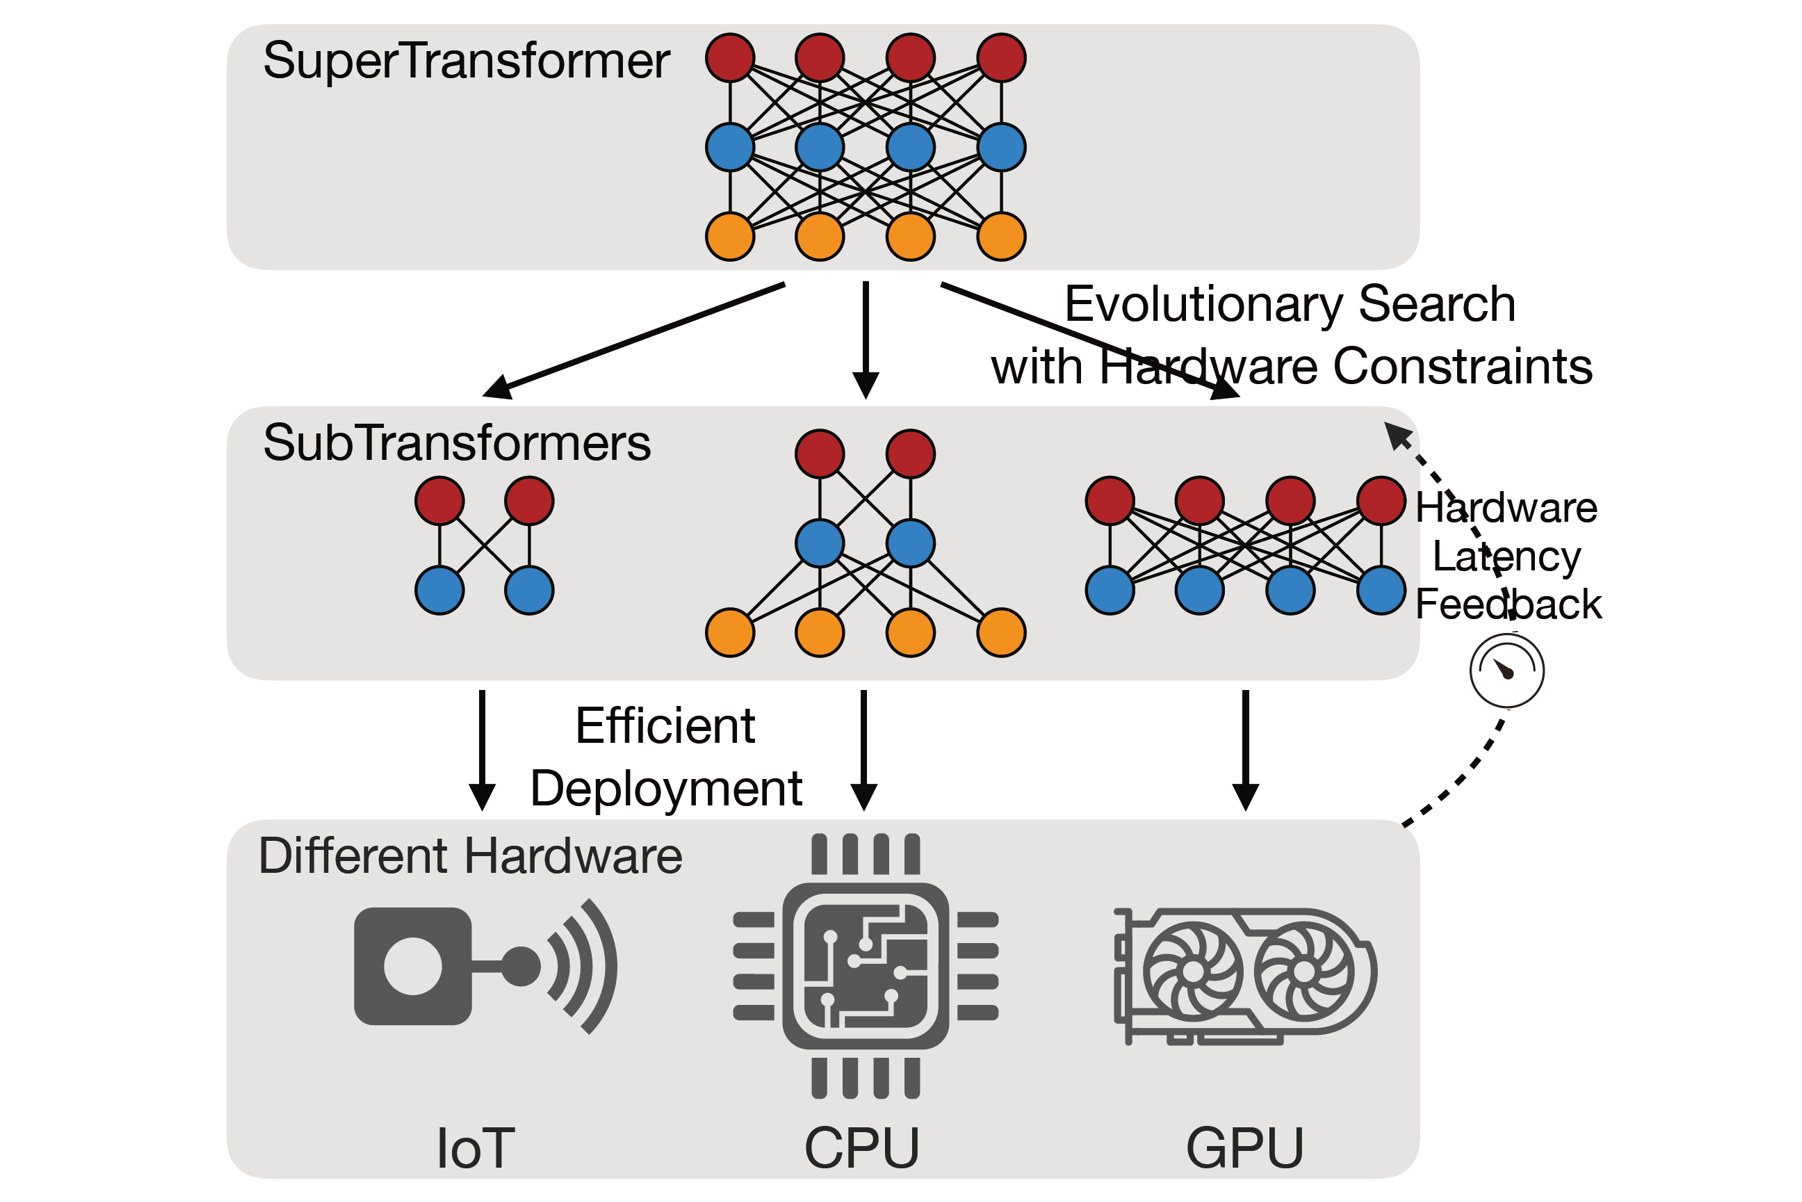 SuperTransformer
Evolutionary Search
with Hardware Constraints
SubTransformers
Hardware
Latency
Feedback
Efficient
Deployment
Different Hardware
IoT
CPU
GPU